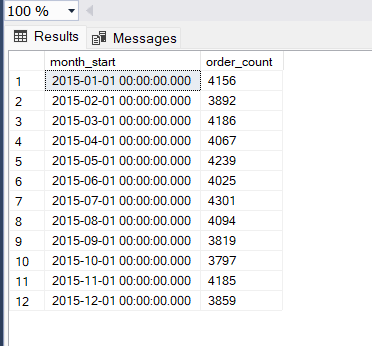 100 %
Results Messages
month_start order_count
1 2015-01-01 00:00:00.000 4156
2 2015-02-01 00:00:00.000 3892
3 2015-03-01 00:00:00.000 4186
4 2015-04-01 00:00:00.000 4067
5 2015-05-01 00:00:00.000 4239
6 2015-06-01 00:00:00.000 4025
7 2015-07-01 00:00:00.000 4301
8 2015-08-01 00:00:00.000 4094
9 2015-09-01 00:00:00.000 3819
10 2015-10-01 00:00:00.000 3797
11 2015-11-01 00:00:00.000 4185
12 2015-12-01 00:00:00.000 3859